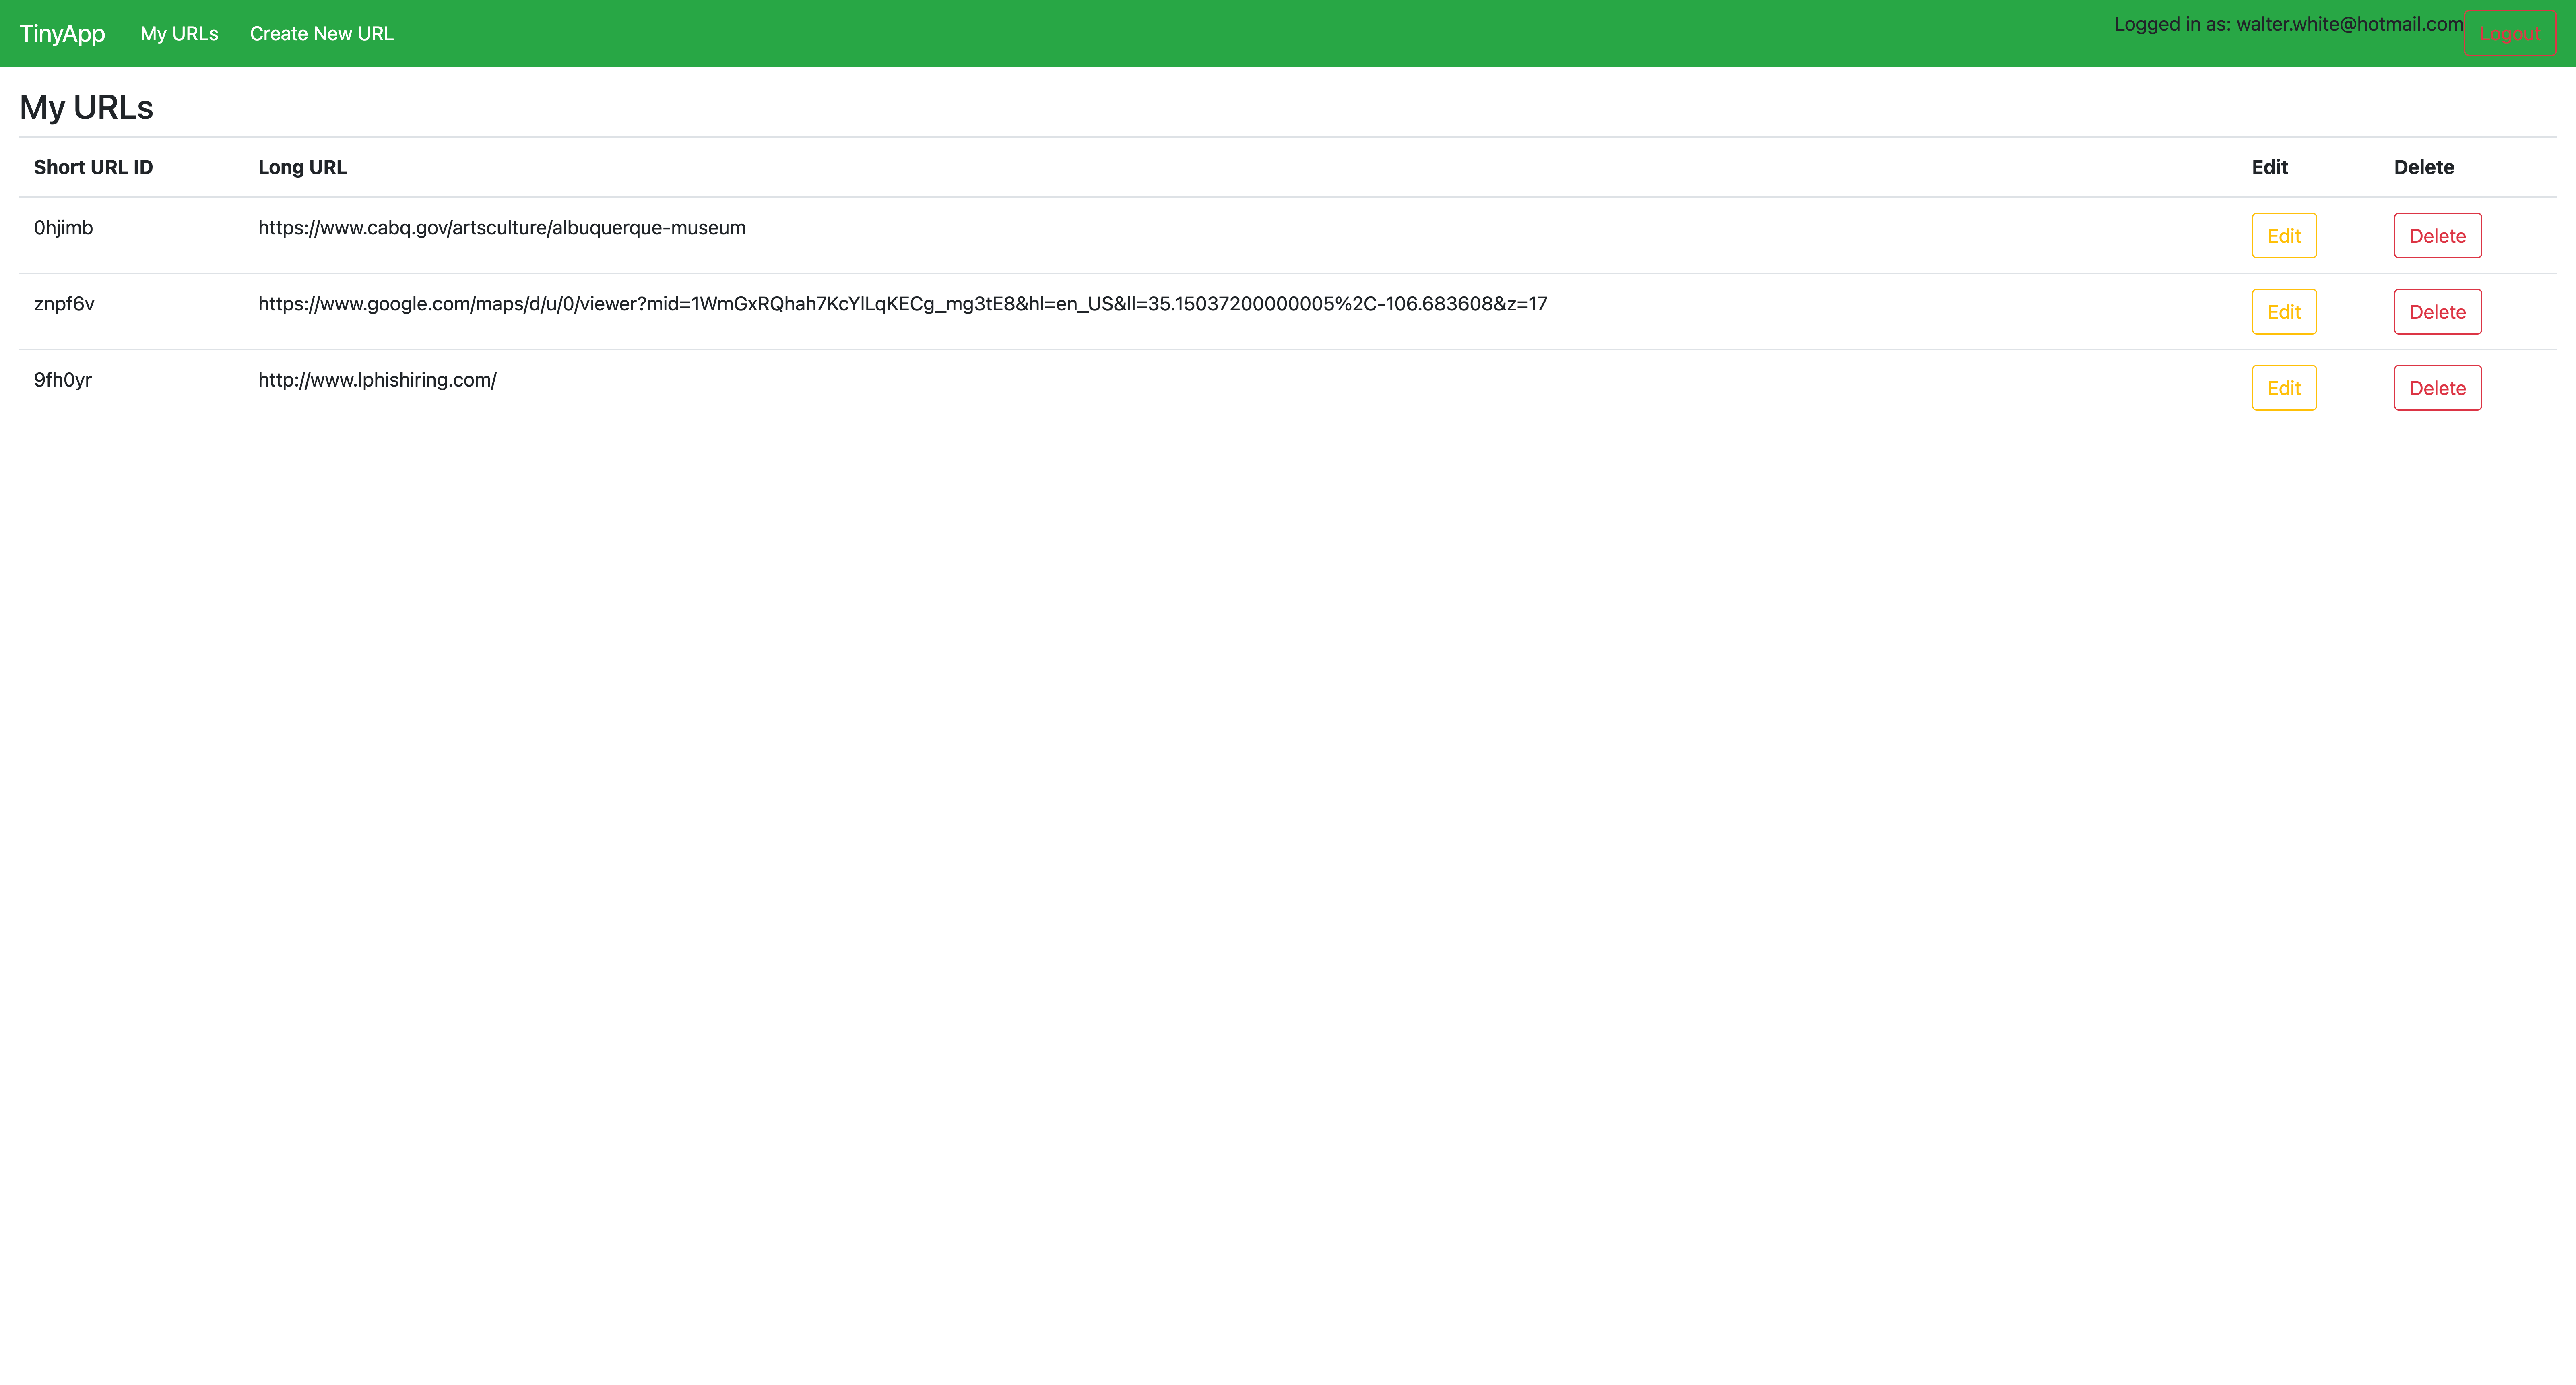 TinyApp My URLs Create New URL Logged in as: walter.white@hotmail.com Logout
My URLs
Short URL ID Long URL Edit Delete
0hjimb https://www.cabq.gov/artsculture/albuquerque-museum Edit Delete
znpf6v https://www.google.com/maps/d/u/0/viewer?mid=1WmGxRQhah7KcYlLqKECg_mg3tE8&hl=en_US&ll=35.15037200000005%2C-106.683608&z=17 Edit Delete
9fh0yr http://www.lphishiring.com/ Edit Delete